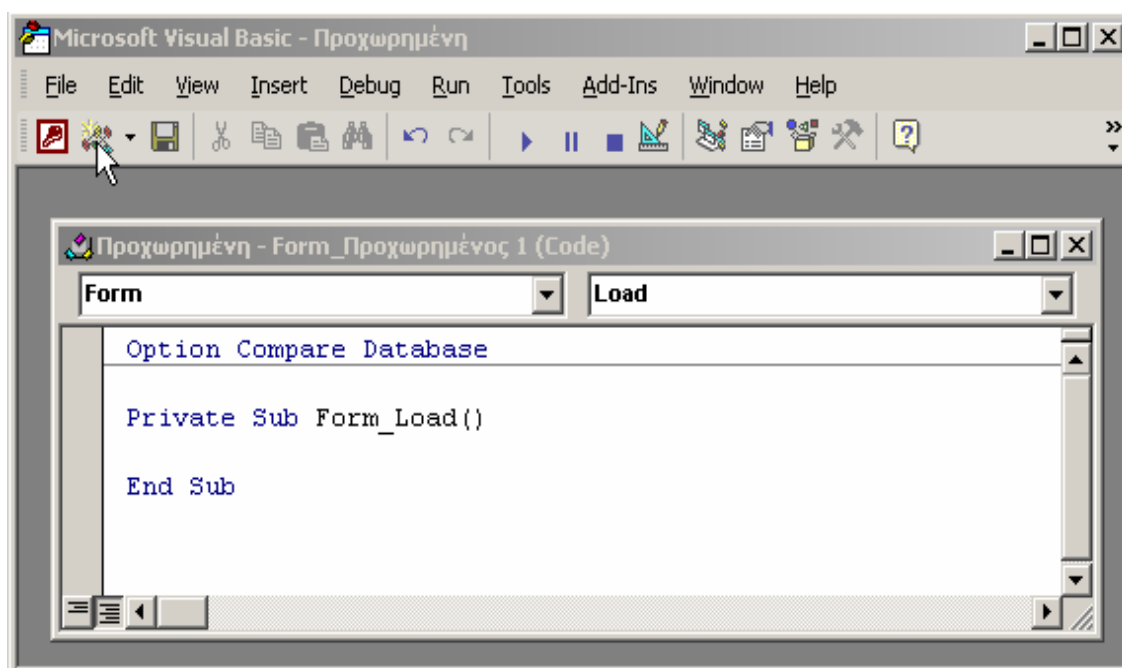 Microsoft Visual Basic - Προχωρημένη
File Edit View Insert Debug Run Tools Add-Ins Window Help
Προχωρημένη - Form_Προχωρημένος 1 (Code)
Form Load
Option Compare Database
Private Sub Form_Load()
End Sub